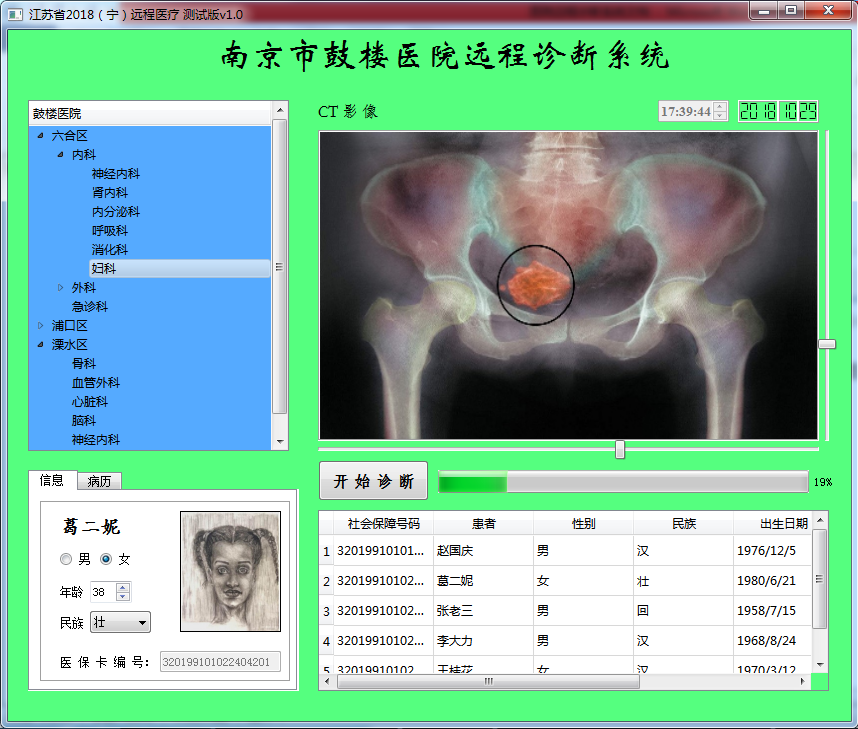 江苏省2018（宁）远程医疗 测试版v1.0
南京市鼓楼医院远程诊断系统
鼓楼医院
六合区
内科
神经内科
肾内科
内分泌科
呼吸科
消化科
妇科
外科
急诊科
浦口区
溧水区
骨科
血管外科
心脏科
脑科
神经内科
CT 影 像
17:39:44
2018 10 25
开 始 诊 断
19%
信息 病历
葛二妮
男 女
年龄 38
民族 壮
医 保 卡 编 号： 320199101022404201
社会保障号码 患者 性别 民族 出生日期
1 32019910101... 赵国庆 男 汉 1976/12/5
2 32019910102... 葛二妮 女 壮 1980/6/21
3 32019910102... 张老三 男 回 1958/7/15
4 32019910102... 李大力 男 汉 1968/8/24
5 32019910102... 王桂花 女 汉 1970/3/12